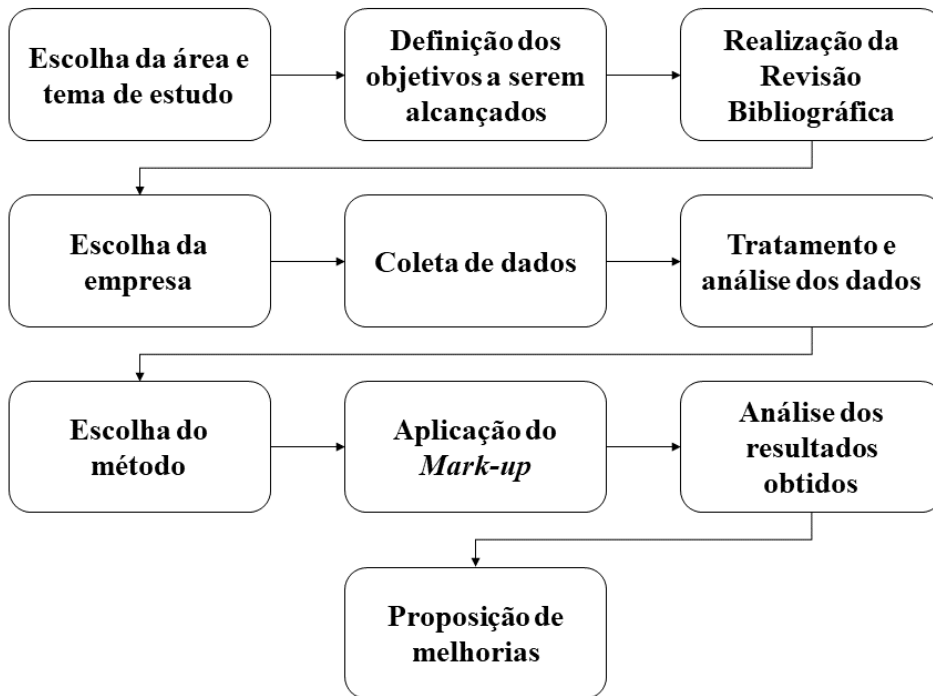 Escolha da área e
tema de estudo
Definição dos
objetivos a serem
alcançados
Realização da
Revisão
Bibliográfica
Escolha da
empresa
Coleta de dados
Tratamento e
análise dos dados
Escolha do
método
Aplicação do
Mark-up
Análise dos
resultados
obtidos
Proposição de
melhorias